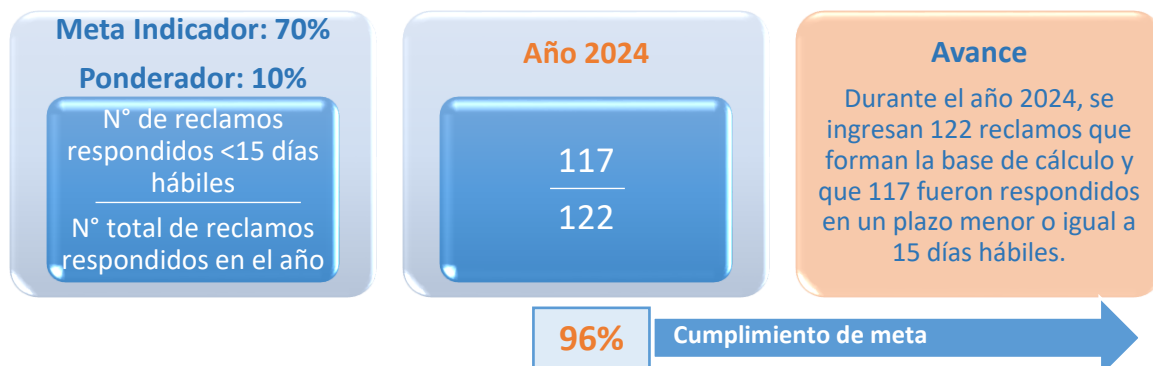 Meta Indicador: 70%
Ponderador: 10%
N° de reclamos
respondidos <15 días
hábiles
N° total de reclamos
respondidos en el año
Año 2024
117
122
Avance
Durante el año 2024, se
ingresan 122 reclamos que
forman la base de cálculo y
que 117 fueron respondidos
en un plazo menor o igual a
15 días hábiles.
96%
Cumplimiento de meta